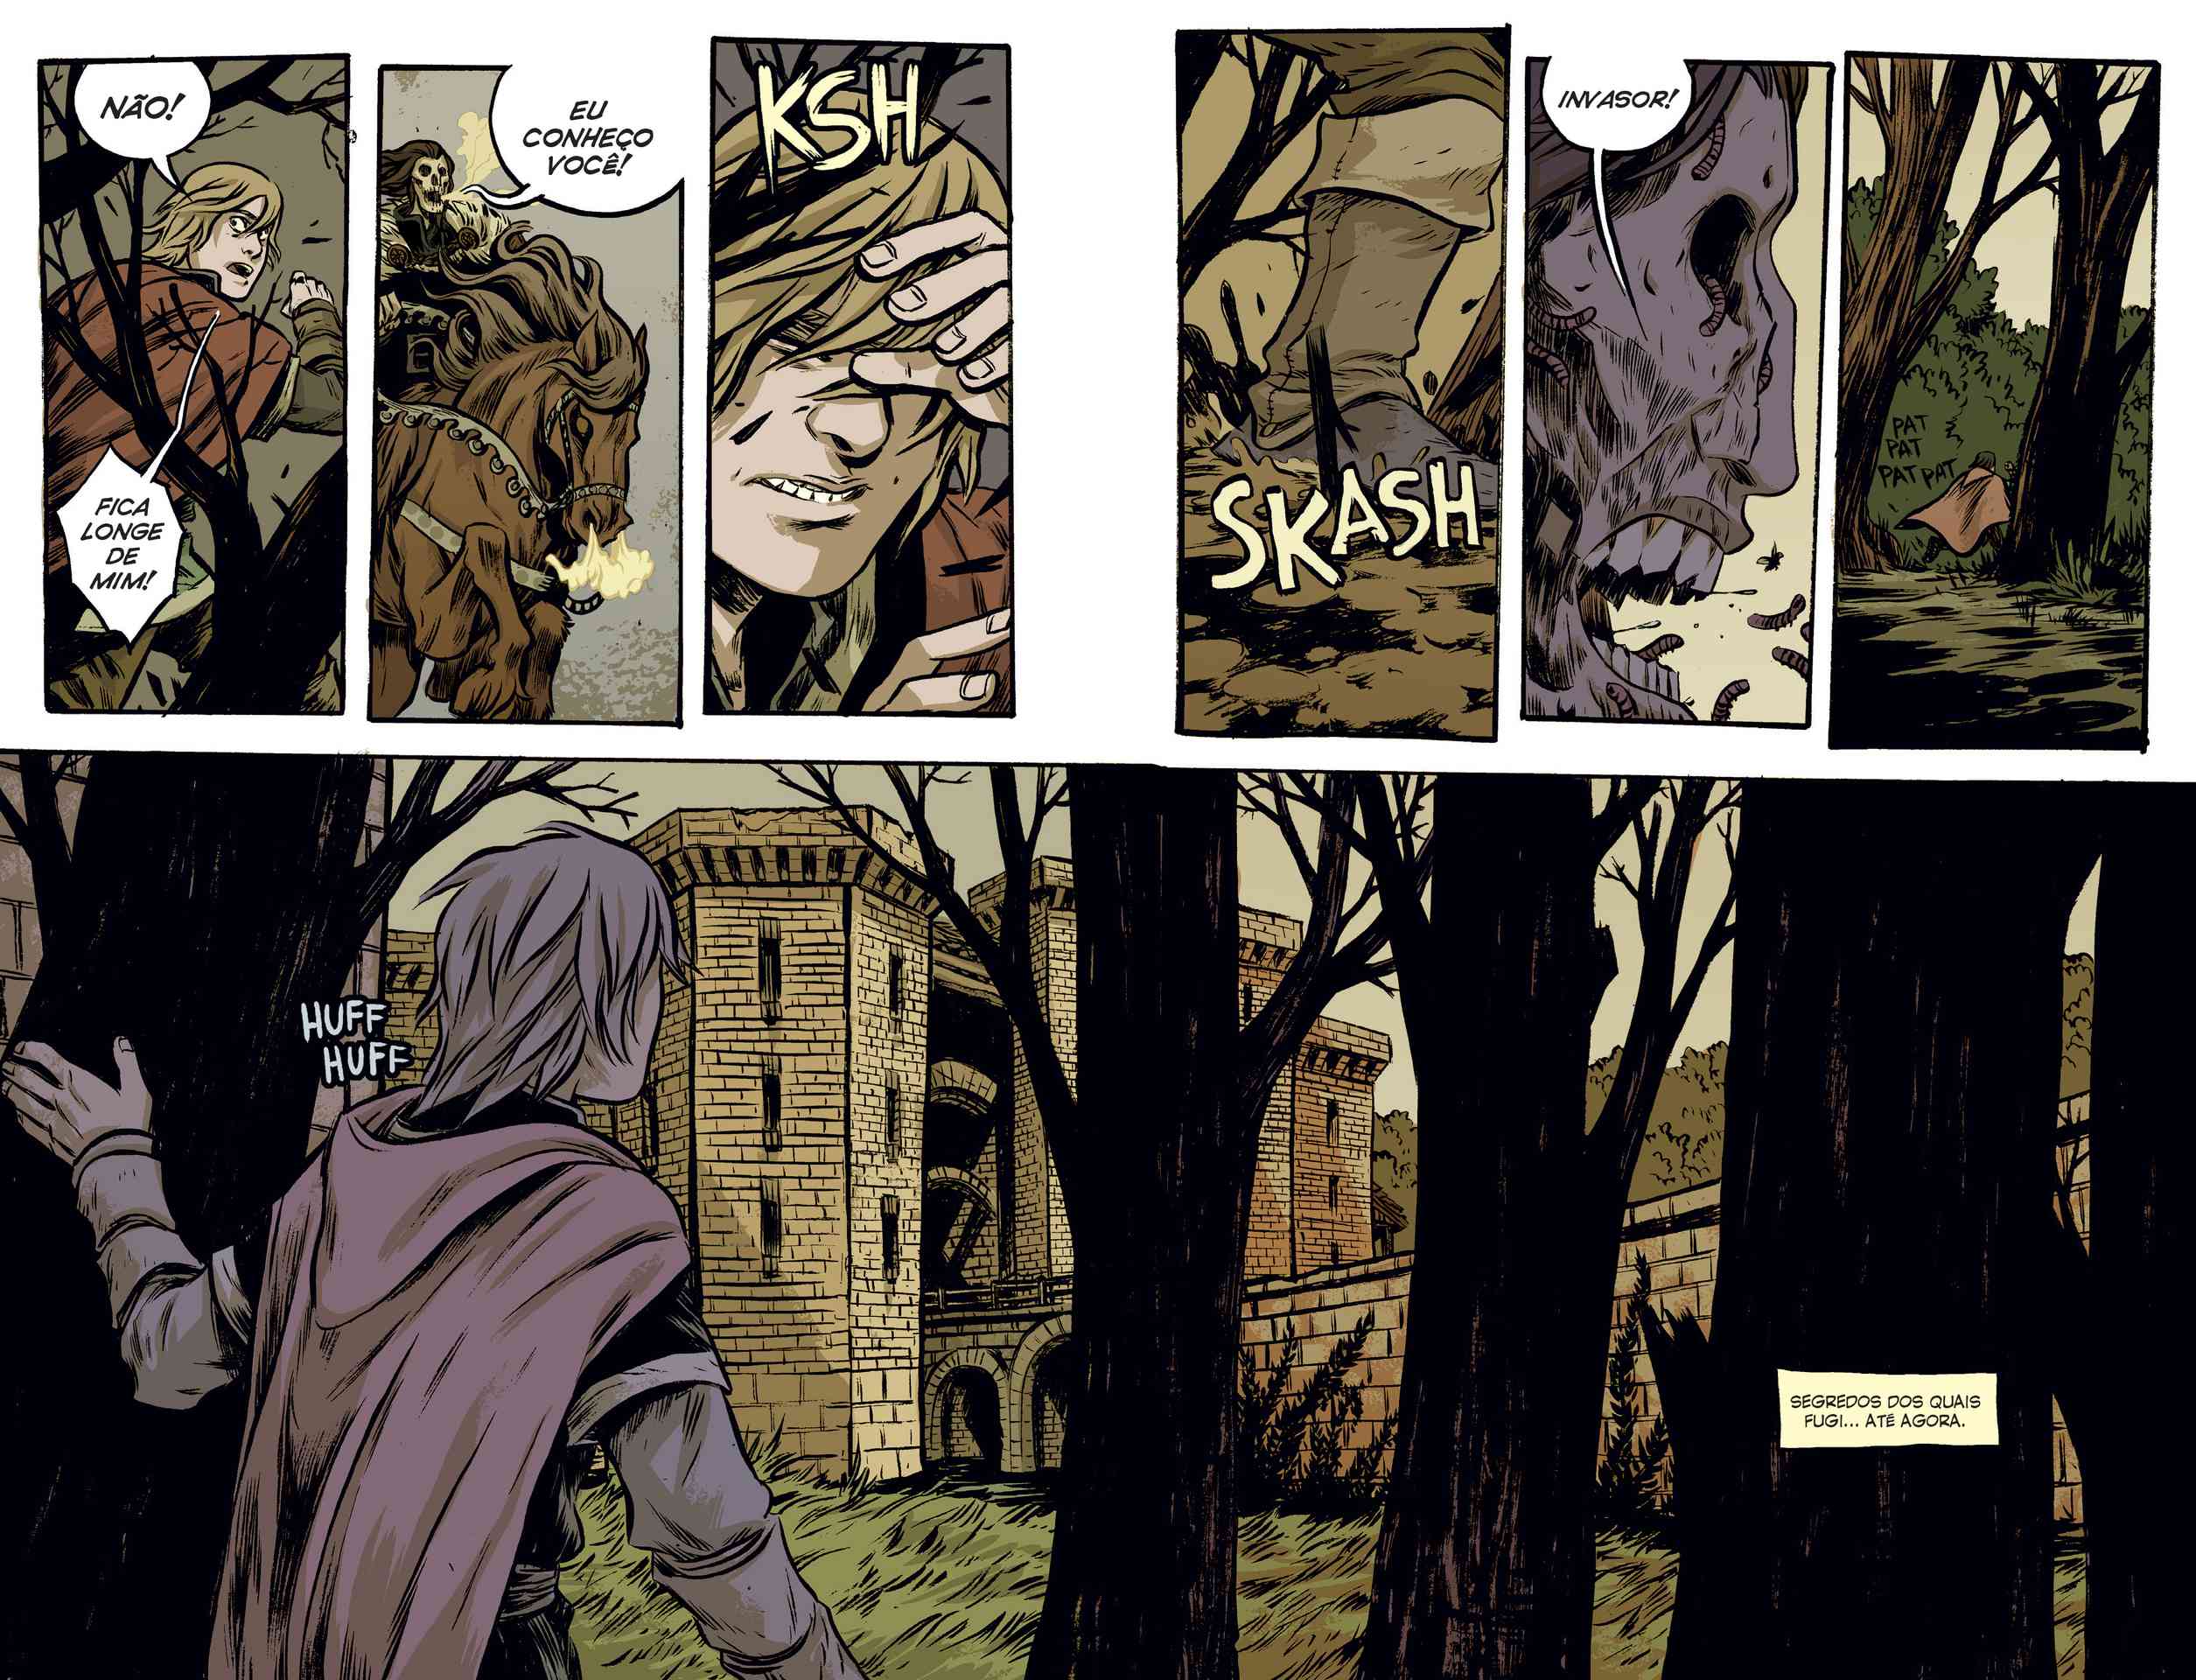 NÃO!
FICA
LONGE
DE
MIM!
EU
CONHEÇO
VOCÊ!
KSH
SKASH
INVASOR!
PAT
PAT
PAT PAT
HUFF
HUFF
SEGREDOS DOS QUAIS
FUGI... ATÉ AGORA.